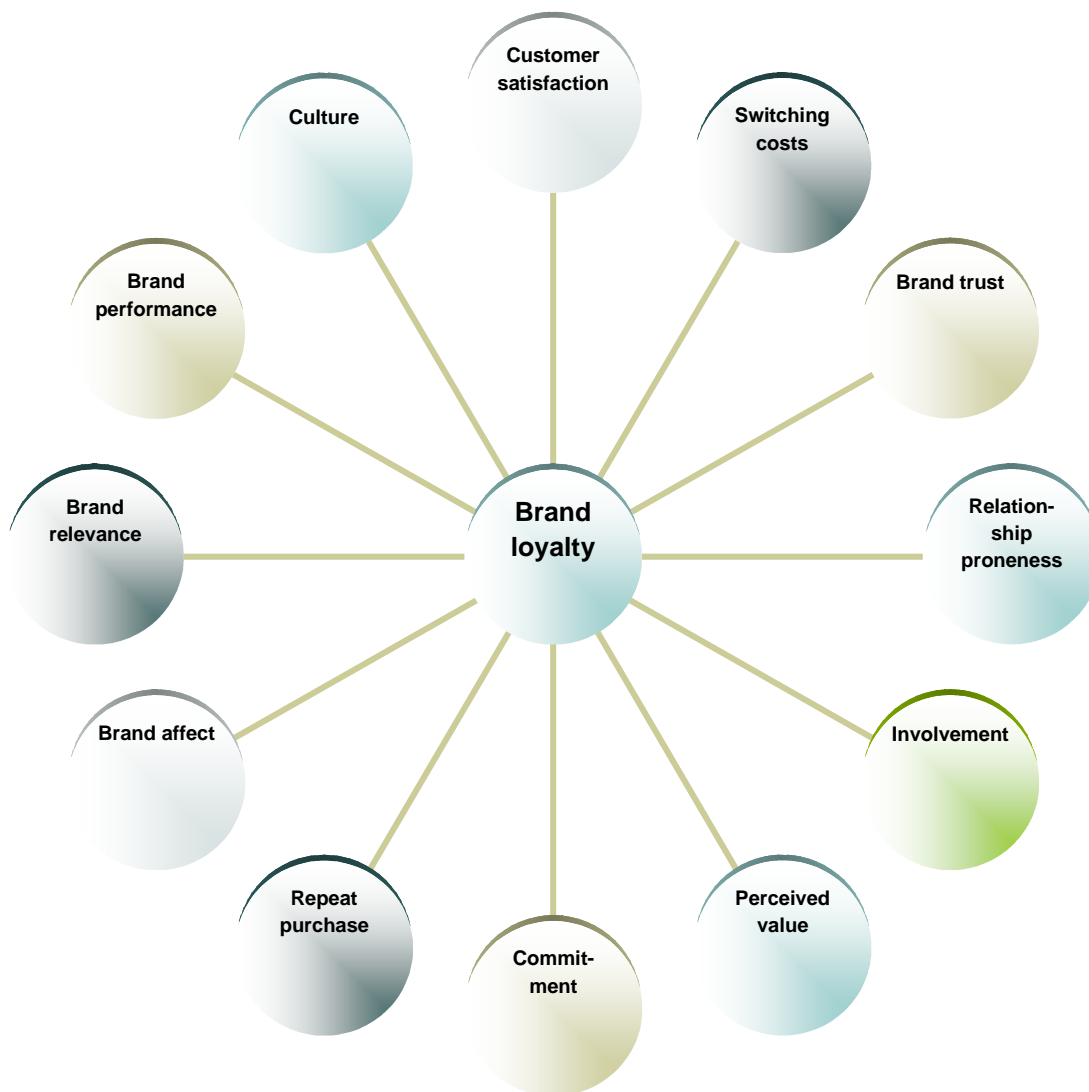 Customer
satisfaction
Switching
costs
Brand trust
Relation-
ship
proneness
Involvement
Perceived
value
Commit-
ment
Repeat
purchase
Brand affect
Brand
relevance
Brand
performance
Culture
Brand
loyalty